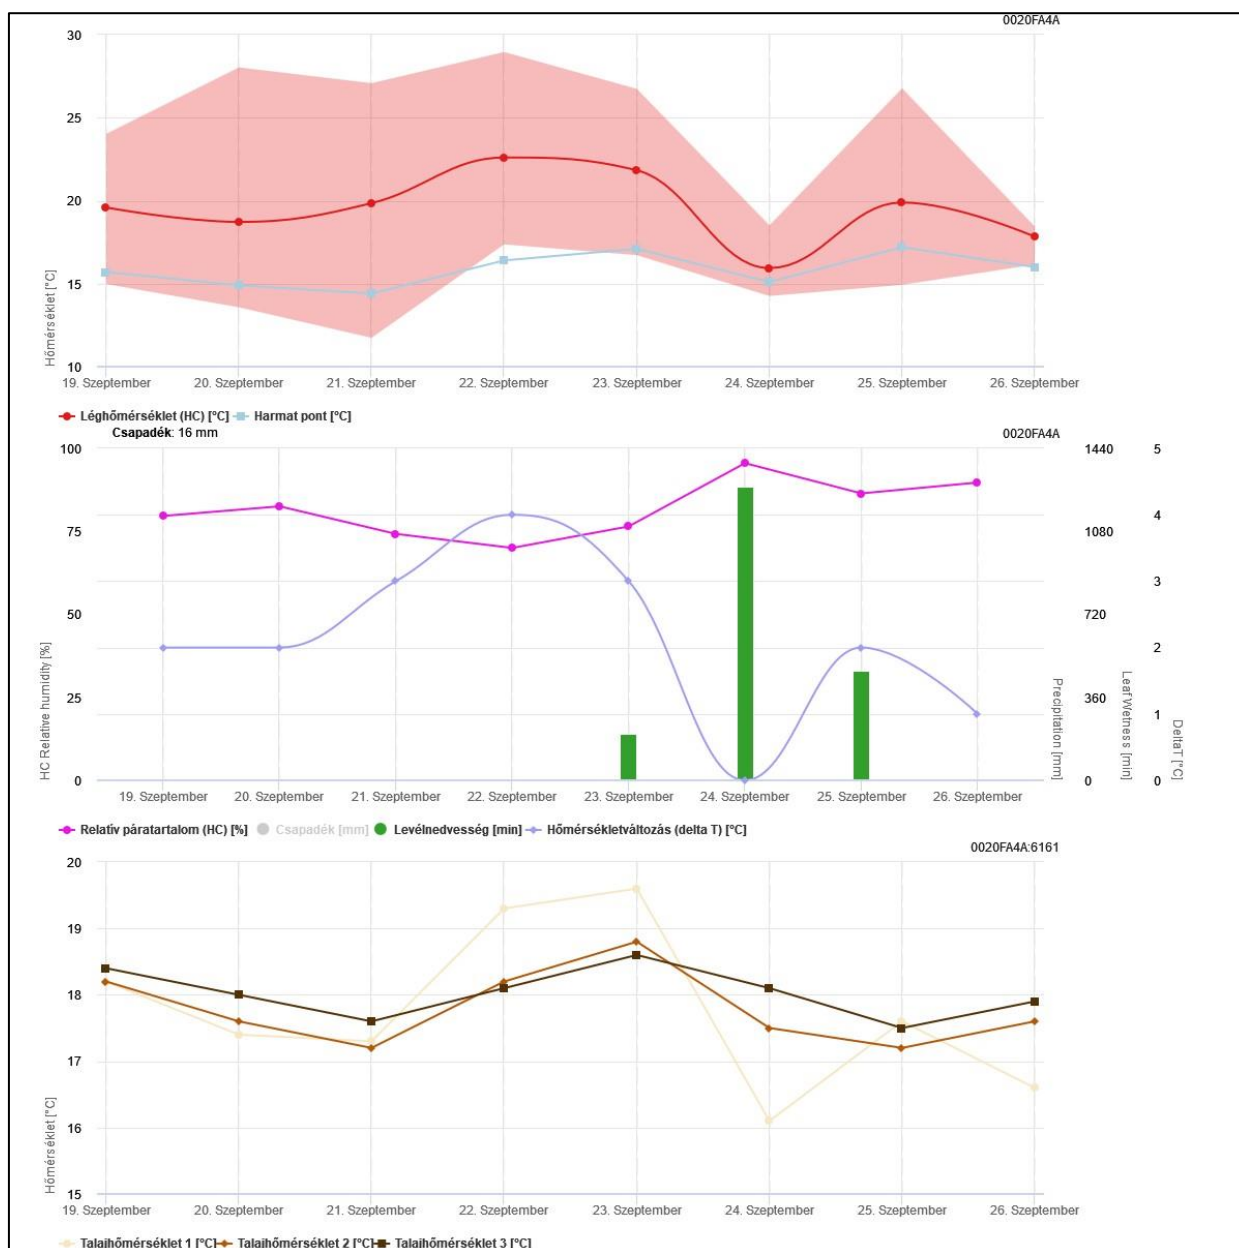 0020FA4A
30
25
20
15
10
Hőmérséklet [°C]
19. Szeptember 20. Szeptember 21. Szeptember 22. Szeptember 23. Szeptember 24. Szeptember 25. Szeptember 26. Szeptember
Léghőmérséklet (HC) [°C] Harmat pont [°C]
Csapadék: 16 mm
0020FA4A
100 1440 5
4
75 1080
3
50 720
2
25 360
1
0 0 0
HC Relative humidity [%]
Precipitation [mm]
Leaf Wetness [min]
DeltaT [°C]
19. Szeptember 20. Szeptember 21. Szeptember 22. Szeptember 23. Szeptember 24. Szeptember 25. Szeptember 26. Szeptember
Relatív páratartalom (HC) [%] Csapadék [mm] Levélnedvesség [min] Hőmérsékletváltozás (delta T) [°C]
0020FA4A:6161
20
19
18
17
16
15
Hőmérséklet [°C]
19. Szeptember 20. Szeptember 21. Szeptember 22. Szeptember 23. Szeptember 24. Szeptember 25. Szeptember 26. Szeptember
Talajhőmérséklet 1 [°C] Talajhőmérséklet 2 [°C] Talajhőmérséklet 3 [°C]